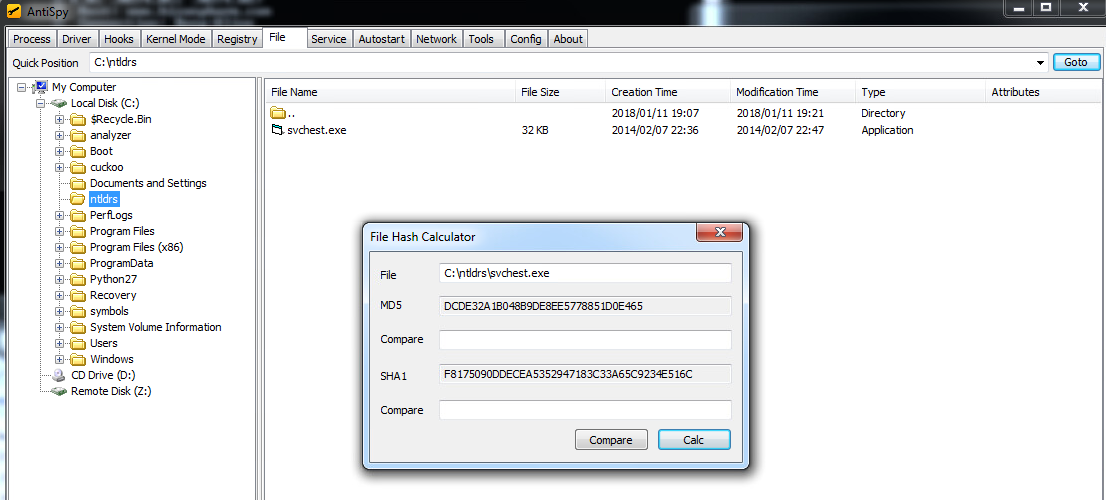 AntiSpy
Process Driver Hooks Kernel Mode Registry File Service Autostart Network Tools Config About
Quick Position C:\ntldrs Goto
My Computer
Local Disk (C:)
$Recycle.Bin
analyzer
Boot
cuckoo
Documents and Settings
ntldrs
PerfLogs
Program Files
Program Files (x86)
ProgramData
Python27
Recovery
symbols
System Volume Information
Users
Windows
CD Drive (D:)
Remote Disk (Z:)
File Name File Size Creation Time Modification Time Type Attributes
.. 2018/01/11 19:07 2018/01/11 19:21 Directory
svchest.exe 32 KB 2014/02/07 22:36 2014/02/07 22:47 Application
File Hash Calculator
File C:\ntldrs\svchest.exe
MD5 DCDE32A1B048B9DE8EE5778851D0E465
Compare
SHA1 F8175090DDECEA5352947183C33A65C9234E516C
Compare
Compare Calc